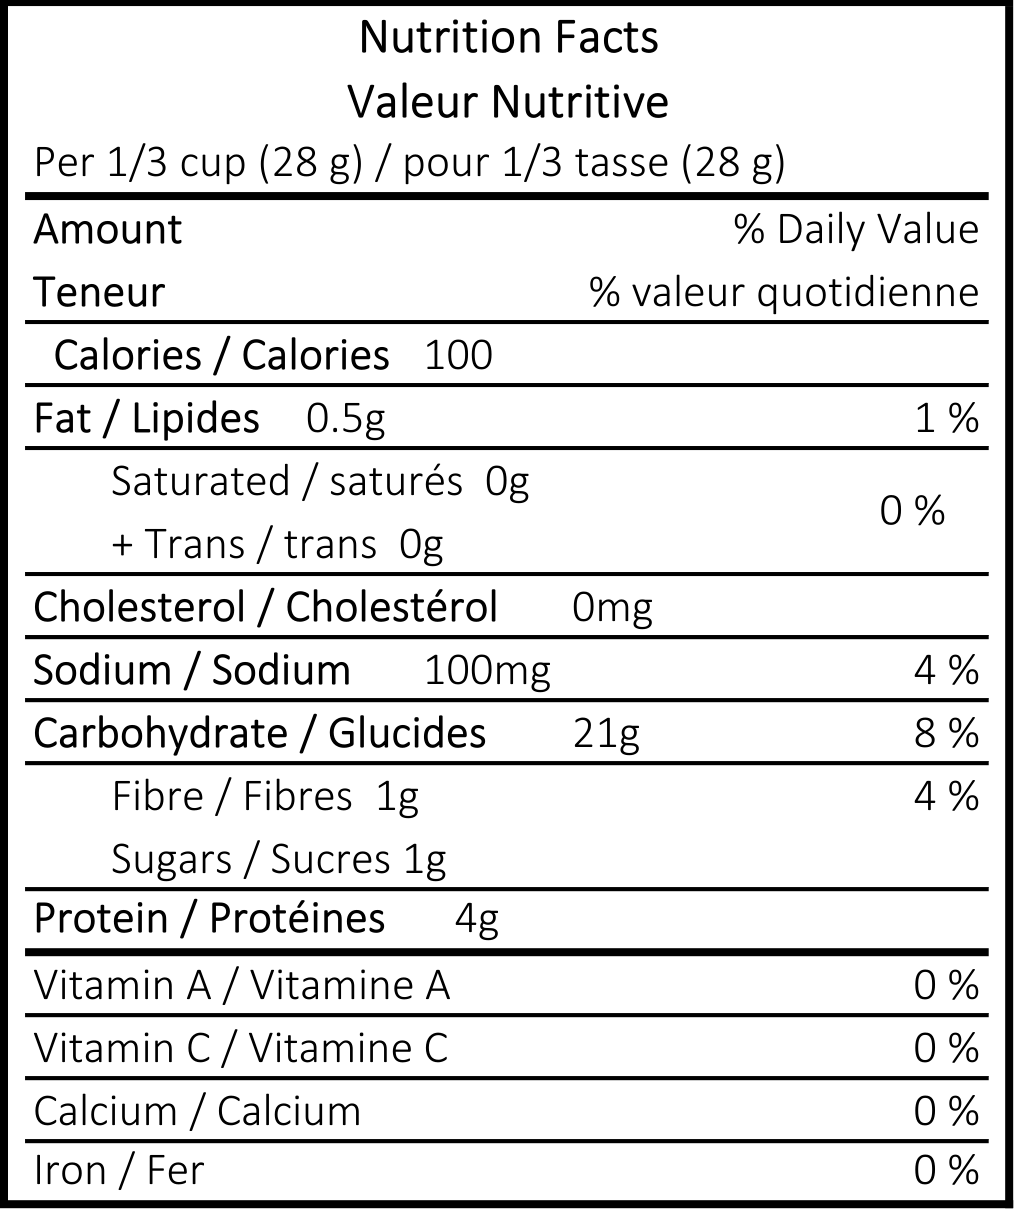 Nutrition Facts
Valeur Nutritive
Per 1/3 cup (28 g) / pour 1/3 tasse (28 g)
Amount % Daily Value
Teneur % valeur quotidienne
Calories / Calories 100
Fat / Lipides 0.5g 1 %
Saturated / saturés 0g
0 %
+ Trans / trans 0g
Cholesterol / Cholestérol 0mg
Sodium / Sodium 100mg 4 %
Carbohydrate / Glucides 21g 8 %
Fibre / Fibres 1g 4 %
Sugars / Sucres 1g
Protein / Protéines 4g
Vitamin A / Vitamine A 0 %
Vitamin C / Vitamine C 0 %
Calcium / Calcium 0 %
Iron / Fer 0 %